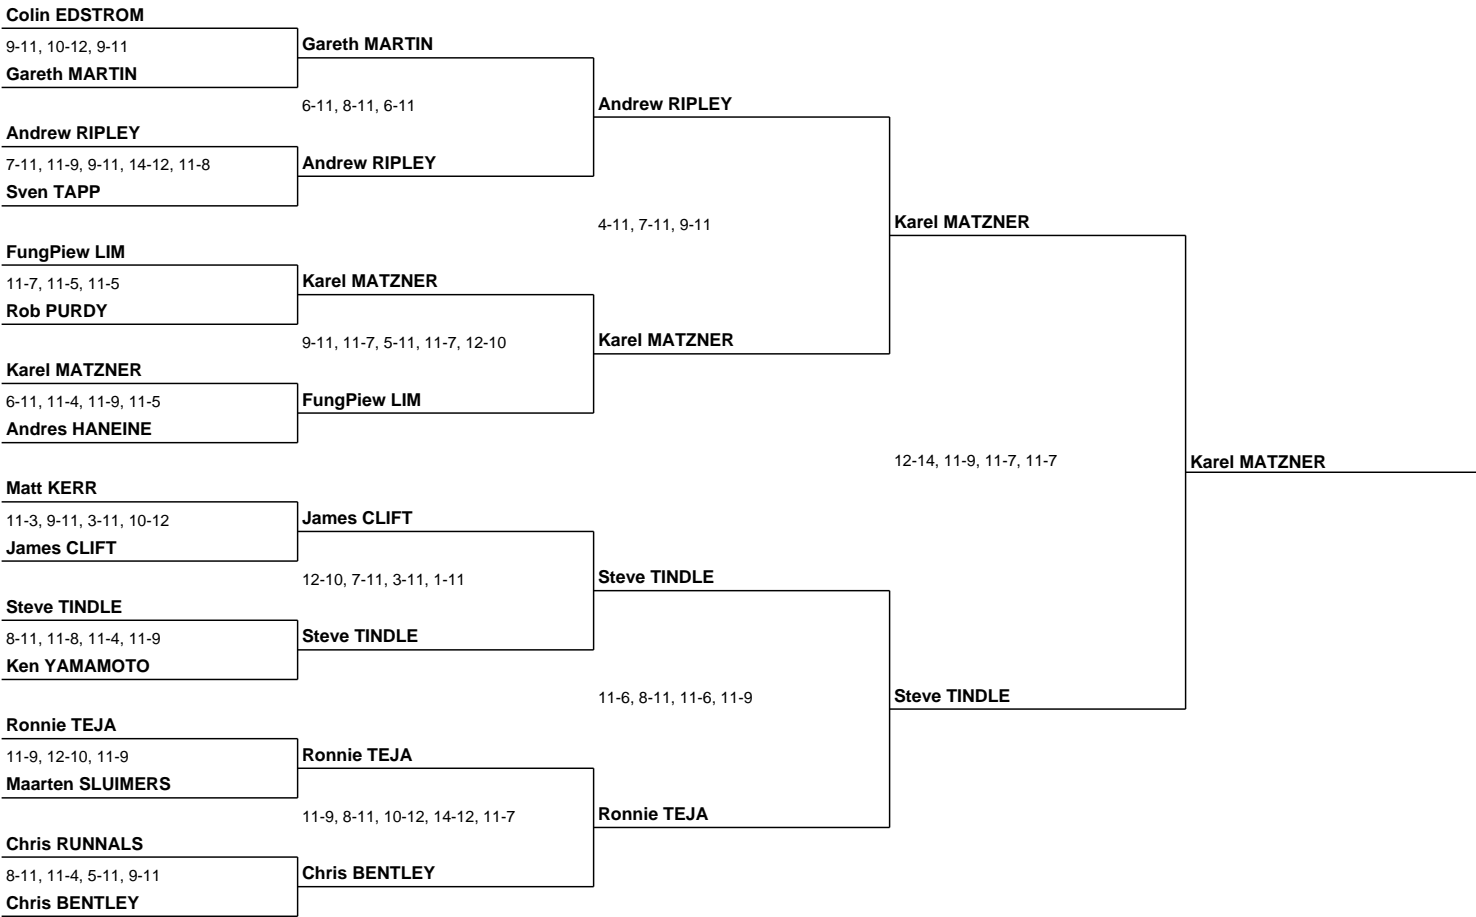 Colin EDSTROM
9-11, 10-12, 9-11
Gareth MARTIN
Andrew RIPLEY
7-11, 11-9, 9-11, 14-12, 11-8
Sven TAPP
FungPiew LIM
11-7, 11-5, 11-5
Rob PURDY
Karel MATZNER
6-11, 11-4, 11-9, 11-5
Andres HANEINE
Matt KERR
11-3, 9-11, 3-11, 10-12
James CLIFT
Steve TINDLE
8-11, 11-8, 11-4, 11-9
Ken YAMAMOTO
Ronnie TEJA
11-9, 12-10, 11-9
Maarten SLUIMERS
Chris RUNNALS
8-11, 11-4, 5-11, 9-11
Chris BENTLEY
Gareth MARTIN
6-11, 8-11, 6-11
Andrew RIPLEY
Karel MATZNER
9-11, 11-7, 5-11, 11-7, 12-10
FungPiew LIM
James CLIFT
12-10, 7-11, 3-11, 1-11
Steve TINDLE
Ronnie TEJA
11-9, 8-11, 10-12, 14-12, 11-7
Chris BENTLEY
Andrew RIPLEY
4-11, 7-11, 9-11
Karel MATZNER
Steve TINDLE
11-6, 8-11, 11-6, 11-9
Ronnie TEJA
Karel MATZNER
12-14, 11-9, 11-7, 11-7
Steve TINDLE
Karel MATZNER